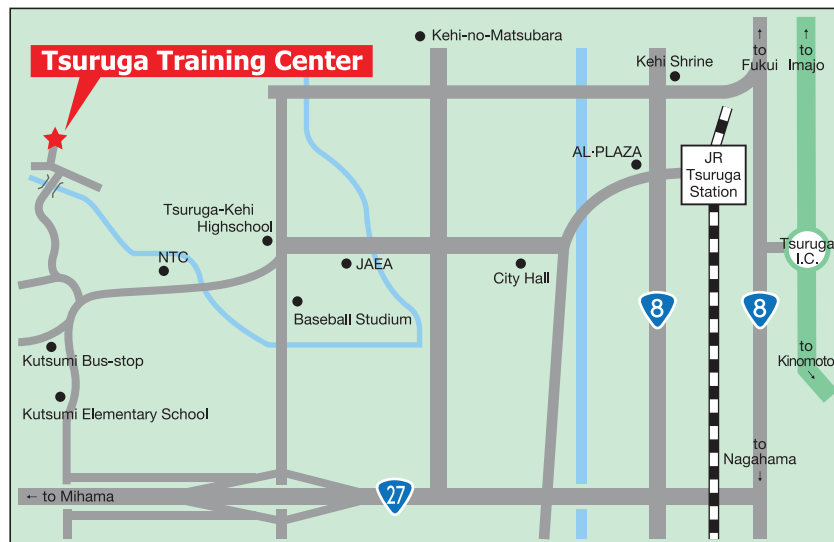 Kehi-no-Matsubara
↑
to
Fukui
↑
to
Imajo
Tsuruga Training Center
Kehi Shrine
AL·PLAZA
JR
Tsuruga
Station
Tsuruga-Kehi
Highschool
NTC
JAEA
City Hall
Tsuruga
I.C.
Baseball Studium
8
8
Kutsumi Bus-stop
to
Kinomoto
↓
Kutsumi Elementary School
to
Nagahama
↓
← to Mihama
27